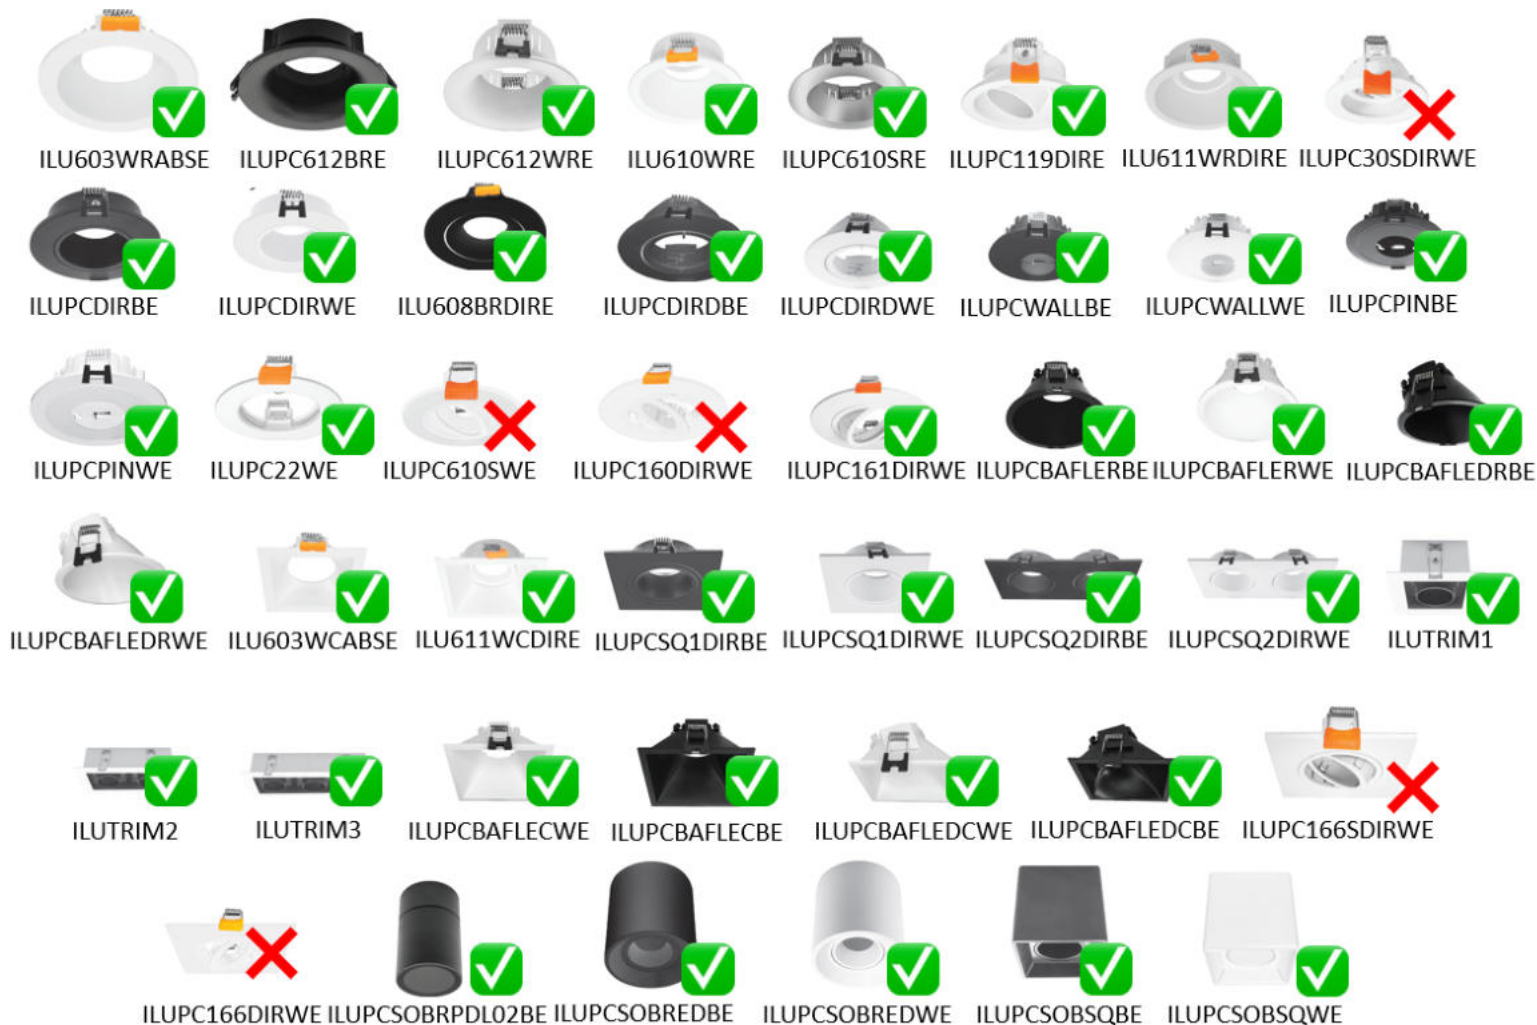 ILU603WRABSE ILUPC612BRE ILUPC612WRE ILU610WRE ILUPC610SRE ILUPC119DIRE ILU611WRDIRE ILUPC30SDIRWE
ILUPCDIRBE ILUPCDIRWE ILU608BRDIRE ILUPCDIRDBE ILUPCDIRDWE ILUPCWALLBE ILUPCWALLWE ILUPCPINBE
ILUPCPINWE ILUPC22WE ILUPC610SWE ILUPC160DIRWE ILUPC161DIRWE ILUPCBAFLERBE ILUPCBAFLERWE ILUPCBAFLEDRBE
ILUPCBAFLEDRWE ILU603WCABSE ILU611WCDIRE ILUPCSQ1DIRBE ILUPCSQ1DIRWE ILUPCSQ2DIRBE ILUPCSQ2DIRWE ILUTRIM1
ILUTRIM2 ILUTRIM3 ILUPCBAFLECWE ILUPCBAFLECBE ILUPCBAFLEDCWE ILUPCBAFLEDCBE ILUPC166SDIRWE
ILUPC166DIRWE ILUPCSOBRPDL02BE ILUPCSOBREDBE ILUPCSOBREDWE ILUPCSOBSQBE ILUPCSOBSQWE